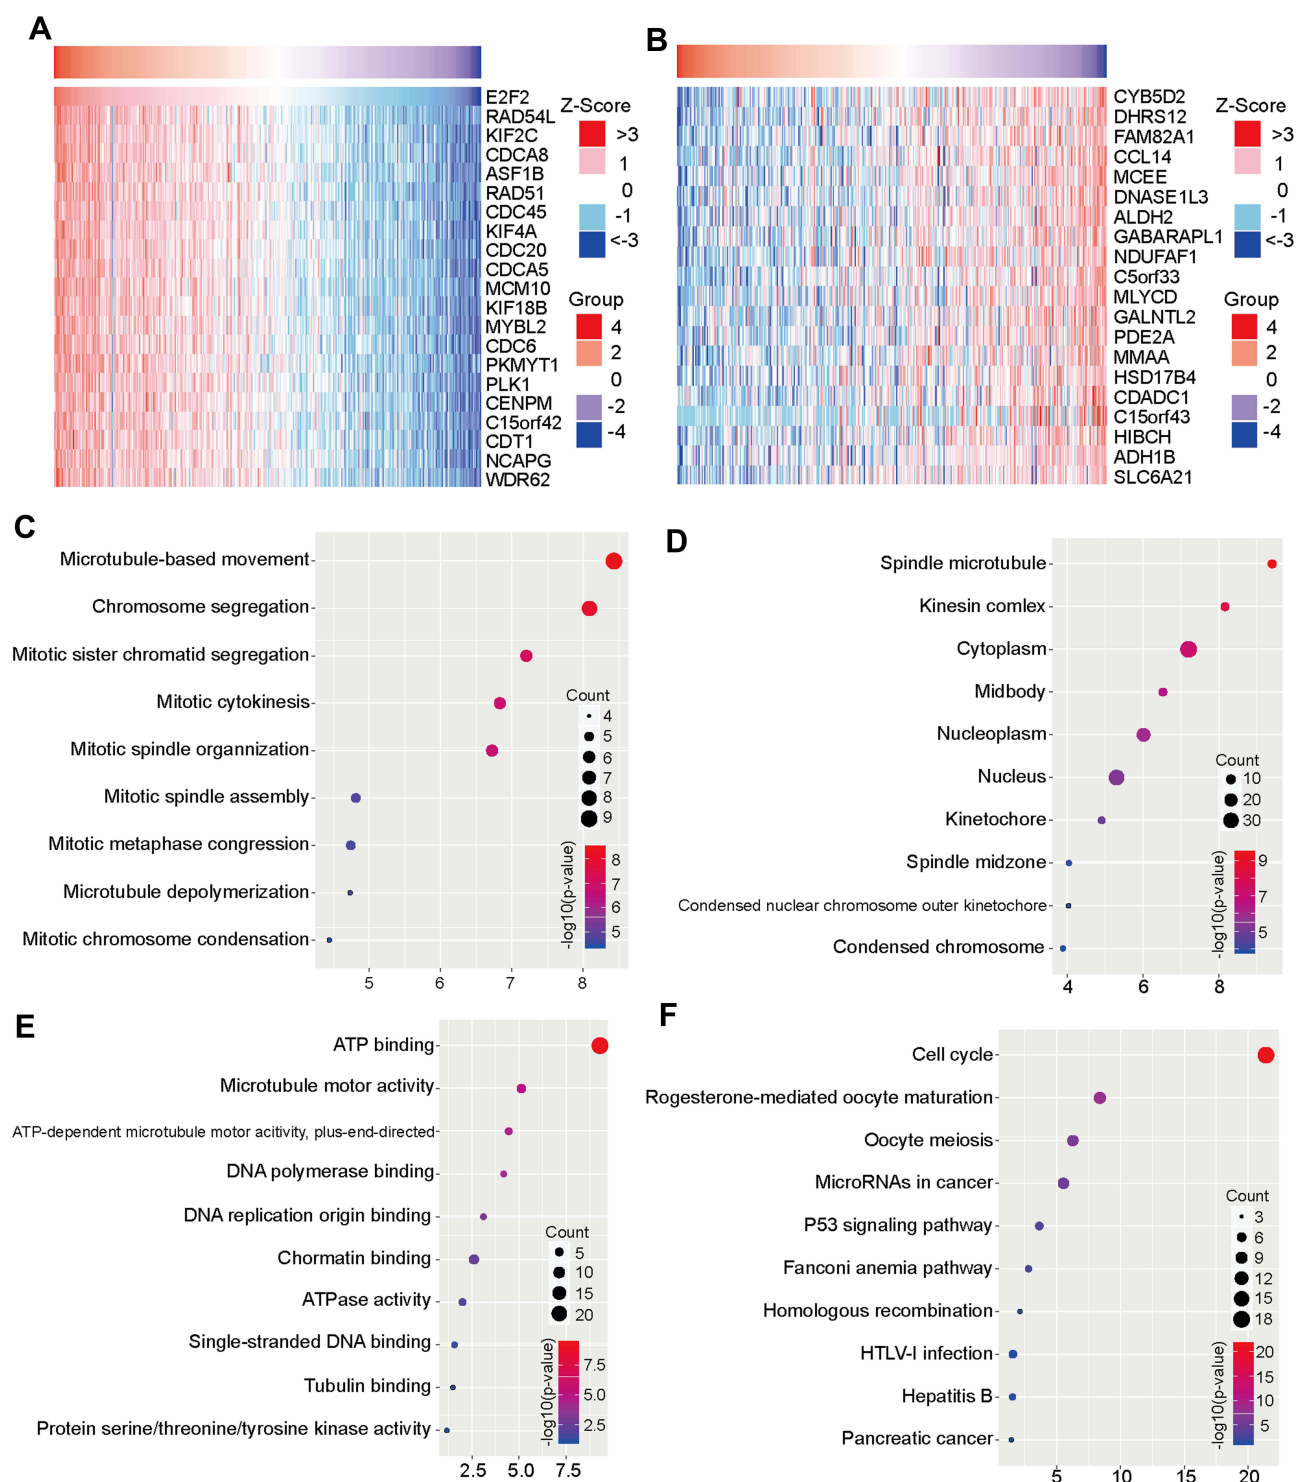 A
E2F2
RAD54L
KIF2C
CDCA8
ASF1B
RAD51
CDC45
KIF4A
CDC20
CDCA5
MCM10
KIF18B
MYBL2
CDC6
PKMYT1
PLK1
CENPM
C15orf42
CDT1
NCAPG
WDR62
Z-Score
>3
1
0
-1
<-3
Group
4
2
0
-2
-4
B
CYB5D2
DHRS12
FAM82A1
CCL14
MCEE
DNASE1L3
ALDH2
GABARAPL1
NDUFAF1
C5orf33
MLYCD
GALNTL2
PDE2A
MMAA
HSD17B4
CDADC1
C15orf43
HIBCH
ADH1B
SLC6A21
Z-Score
>3
1
0
-1
<-3
Group
4
2
0
-2
-4
C
Microtubule-based movement
Chromosome segregation
Mitotic sister chromatid segregation
Mitotic cytokinesis
Mitotic spindle organnization
Mitotic spindle assembly
Mitotic metaphase congression
Microtubule depolymerization
Mitotic chromosome condensation
Count
4
5
6
7
8
9
-log10(p-value)
8
7
6
5
5 6 7 8
D
Spindle microtubule
Kinesin comlex
Cytoplasm
Midbody
Nucleoplasm
Nucleus
Kinetochore
Spindle midzone
Condensed nuclear chromosome outer kinetochore
Condensed chromosome
Count
10
20
30
-log10(p-value)
9
7
5
4 6 8
E
ATP binding
Microtubule motor activity
ATP-dependent microtubule motor acitivity, plus-end-directed
DNA polymerase binding
DNA replication origin binding
Chormatin binding
ATPase activity
Single-stranded DNA binding
Tubulin binding
Protein serine/threonine/tyrosine kinase activity
Count
5
10
15
20
-log10(p-value)
7.5
5.0
2.5
2.5 5.0 7.5
F
Cell cycle
Rogesterone-mediated oocyte maturation
Oocyte meiosis
MicroRNAs in cancer
P53 signaling pathway
Fanconi anemia pathway
Homologous recombination
HTLV-I infection
Hepatitis B
Pancreatic cancer
Count
3
6
9
12
15
18
-log10(p-value)
20
15
10
5
5 10 15 20